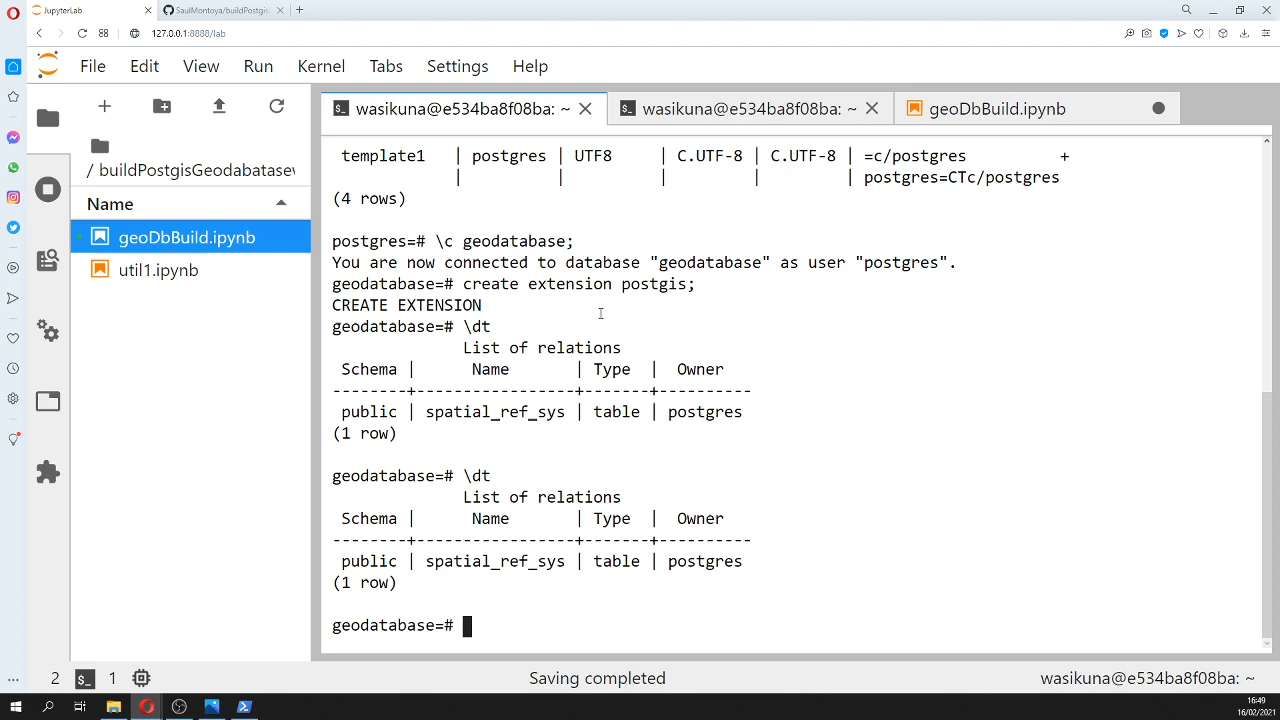 JupyterLab
SaulMontoya/buildPostgis
127.0.0.1:8888/lab
File Edit View Run Kernel Tabs Settings Help
wasikuna@e534ba8f08ba: ~
wasikuna@e534ba8f08ba: ~
geoDbBuild.ipynb
/ buildPostgisGeodabatase
Name
geoDbBuild.ipynb
util1.ipynb
template1 | postgres | UTF8 | C.UTF-8 | C.UTF-8 | =c/postgres +
| | | | | postgres=CTc/postgres
(4 rows)
postgres=# \c geodatabase;
You are now connected to database "geodatabase" as user "postgres".
geodatabase=# create extension postgis;
CREATE EXTENSION
geodatabase=# \dt
List of relations
Schema | Name | Type | Owner
--------+-----------------+-------+----------
public | spatial_ref_sys | table | postgres
(1 row)
geodatabase=# \dt
List of relations
Schema | Name | Type | Owner
--------+-----------------+-------+----------
public | spatial_ref_sys | table | postgres
(1 row)
geodatabase=#
2 1 Saving completed wasikuna@e534ba8f08ba: ~
16:49
16/02/2021